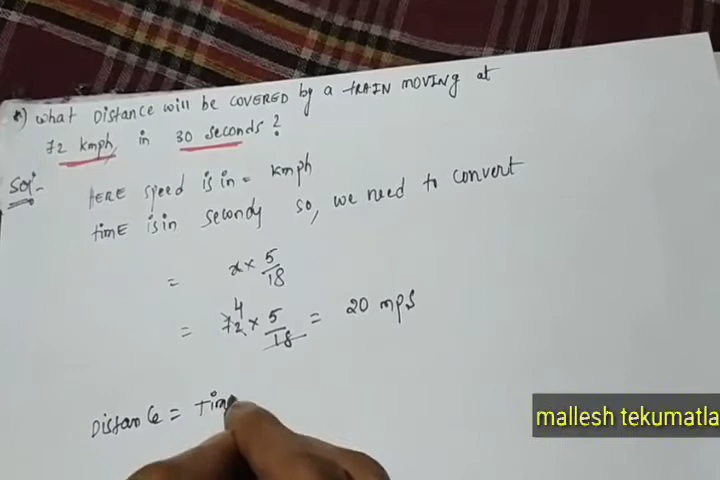 *) what Distance will be COVERED by a tRAIN moving at
72 kmph, in 30 seconds?
Sol:-
HERE speed is in = kmph
timE is in secondy so, we need to convert
= x × 5/18
= 72 4 × 5/18 = 20 mps
Distance = Time
mallesh tekumatla